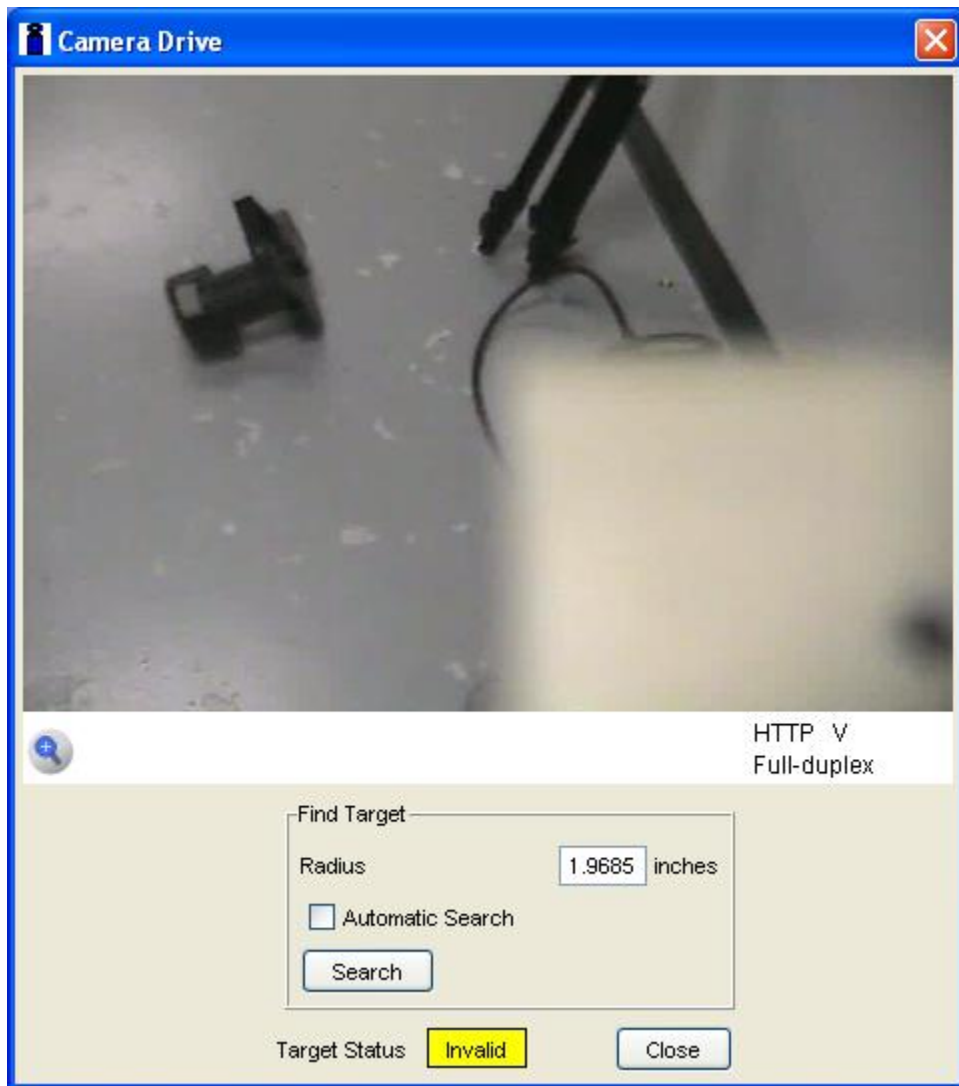 Camera Drive
HTTP V
Full-duplex
Find Target
Radius 1.9685 inches
Automatic Search
Search
Target Status Invalid Close